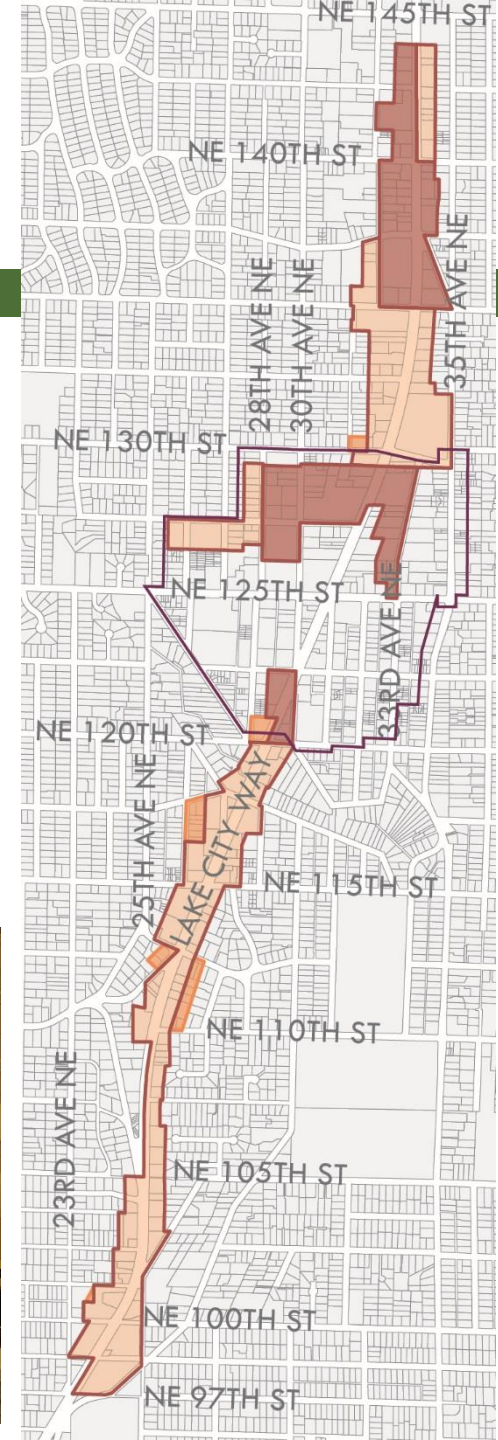 NE 145TH ST
NE 140TH ST
35TH AVE NE
28TH AVE NE
30TH AVE NE
NE 130TH ST
NE 125TH ST
33RD AVE NE
NE 120TH ST
25TH AVE NE
LAKE CITY WAY
NE 115TH ST
NE 110TH ST
23RD AVE NE
NE 105TH ST
NE 100TH ST
NE 97TH ST